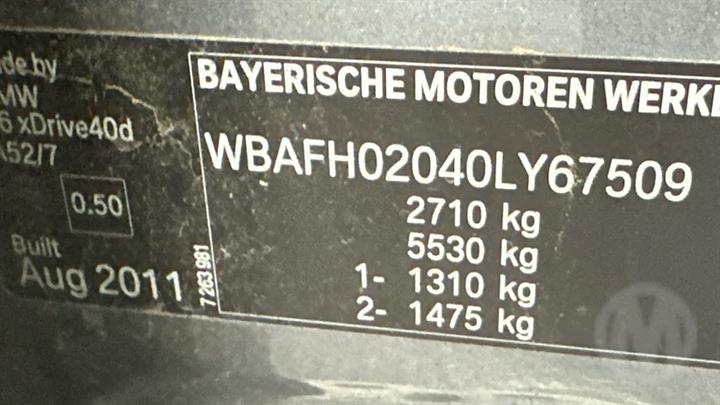 de by
MW
6 xDrive40d
A52/7
0.50
Built
Aug 2011
7 263 981
BAYERISCHE MOTOREN WERKE
WBAFH02040LY67509
2710 kg
5530 kg
1- 1310 kg
2- 1475 kg
M